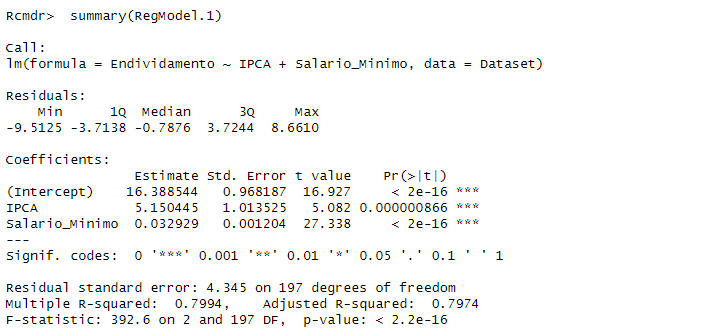 Rcmdr>  summary(RegModel.1)
Call:
lm(formula = Endividamento ~ IPCA + Salario_Minimo, data = Dataset)
Residuals:
    Min      1Q  Median      3Q     Max
-9.5125 -3.7138 -0.7876  3.7244  8.6610
Coefficients:
                Estimate Std. Error t value    Pr(>|t|)
(Intercept)    16.388544   0.968187  16.927     < 2e-16 ***
IPCA            5.150445   1.013525   5.082 0.000000866 ***
Salario_Minimo  0.032929   0.001204  27.338     < 2e-16 ***
---
Signif. codes:  0 '***' 0.001 '**' 0.01 '*' 0.05 '.' 0.1 ' ' 1
Residual standard error: 4.345 on 197 degrees of freedom
Multiple R-squared:  0.7994,    Adjusted R-squared:  0.7974
F-statistic: 392.6 on 2 and 197 DF,  p-value: < 2.2e-16